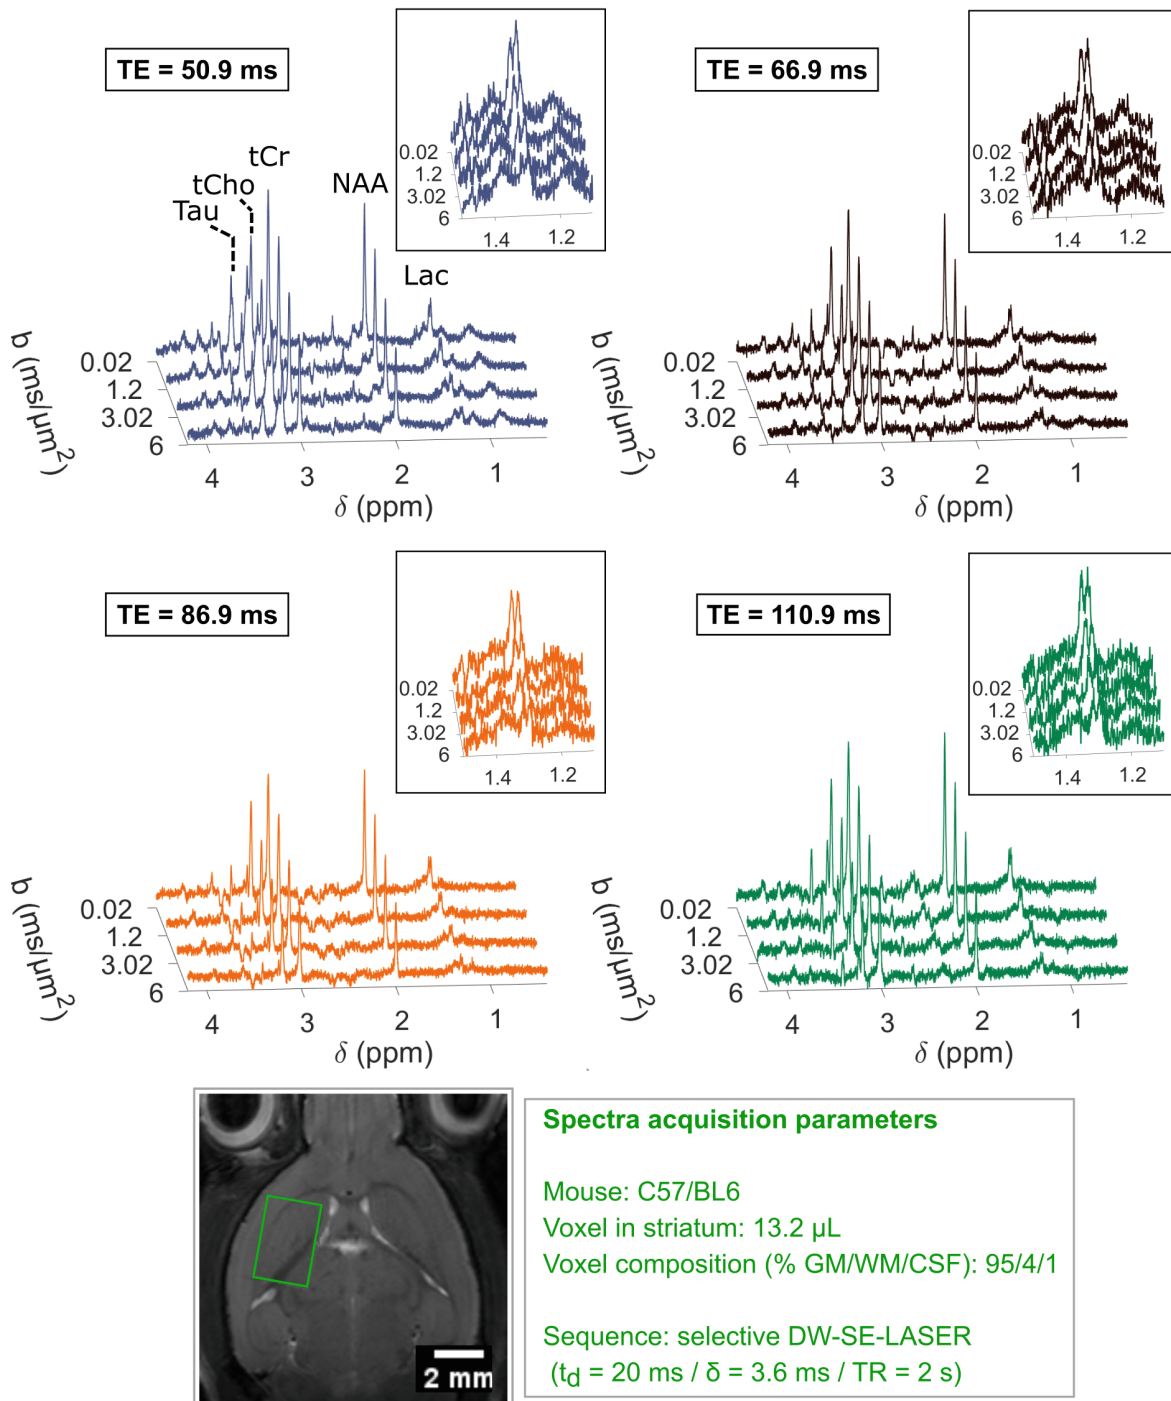 TE = 50.9 ms
tCr
tCho
Tau
NAA
Lac
0.02
1.2
3.02
6
1.4
1.2
b (ms/μm²)
0.02
1.2
3.02
6
4
3
2
1
δ (ppm)
TE = 66.9 ms
0.02
1.2
3.02
6
1.4
1.2
b (ms/μm²)
0.02
1.2
3.02
6
4
3
2
1
δ (ppm)
TE = 86.9 ms
0.02
1.2
3.02
6
1.4
1.2
b (ms/μm²)
0.02
1.2
3.02
6
4
3
2
1
δ (ppm)
TE = 110.9 ms
0.02
1.2
3.02
6
1.4
1.2
b (ms/μm²)
0.02
1.2
3.02
6
4
3
2
1
δ (ppm)
2 mm
Spectra acquisition parameters
Mouse: C57/BL6
Voxel in striatum: 13.2 µL
Voxel composition (% GM/WM/CSF): 95/4/1
Sequence: selective DW-SE-LASER
(td = 20 ms / δ = 3.6 ms / TR = 2 s)